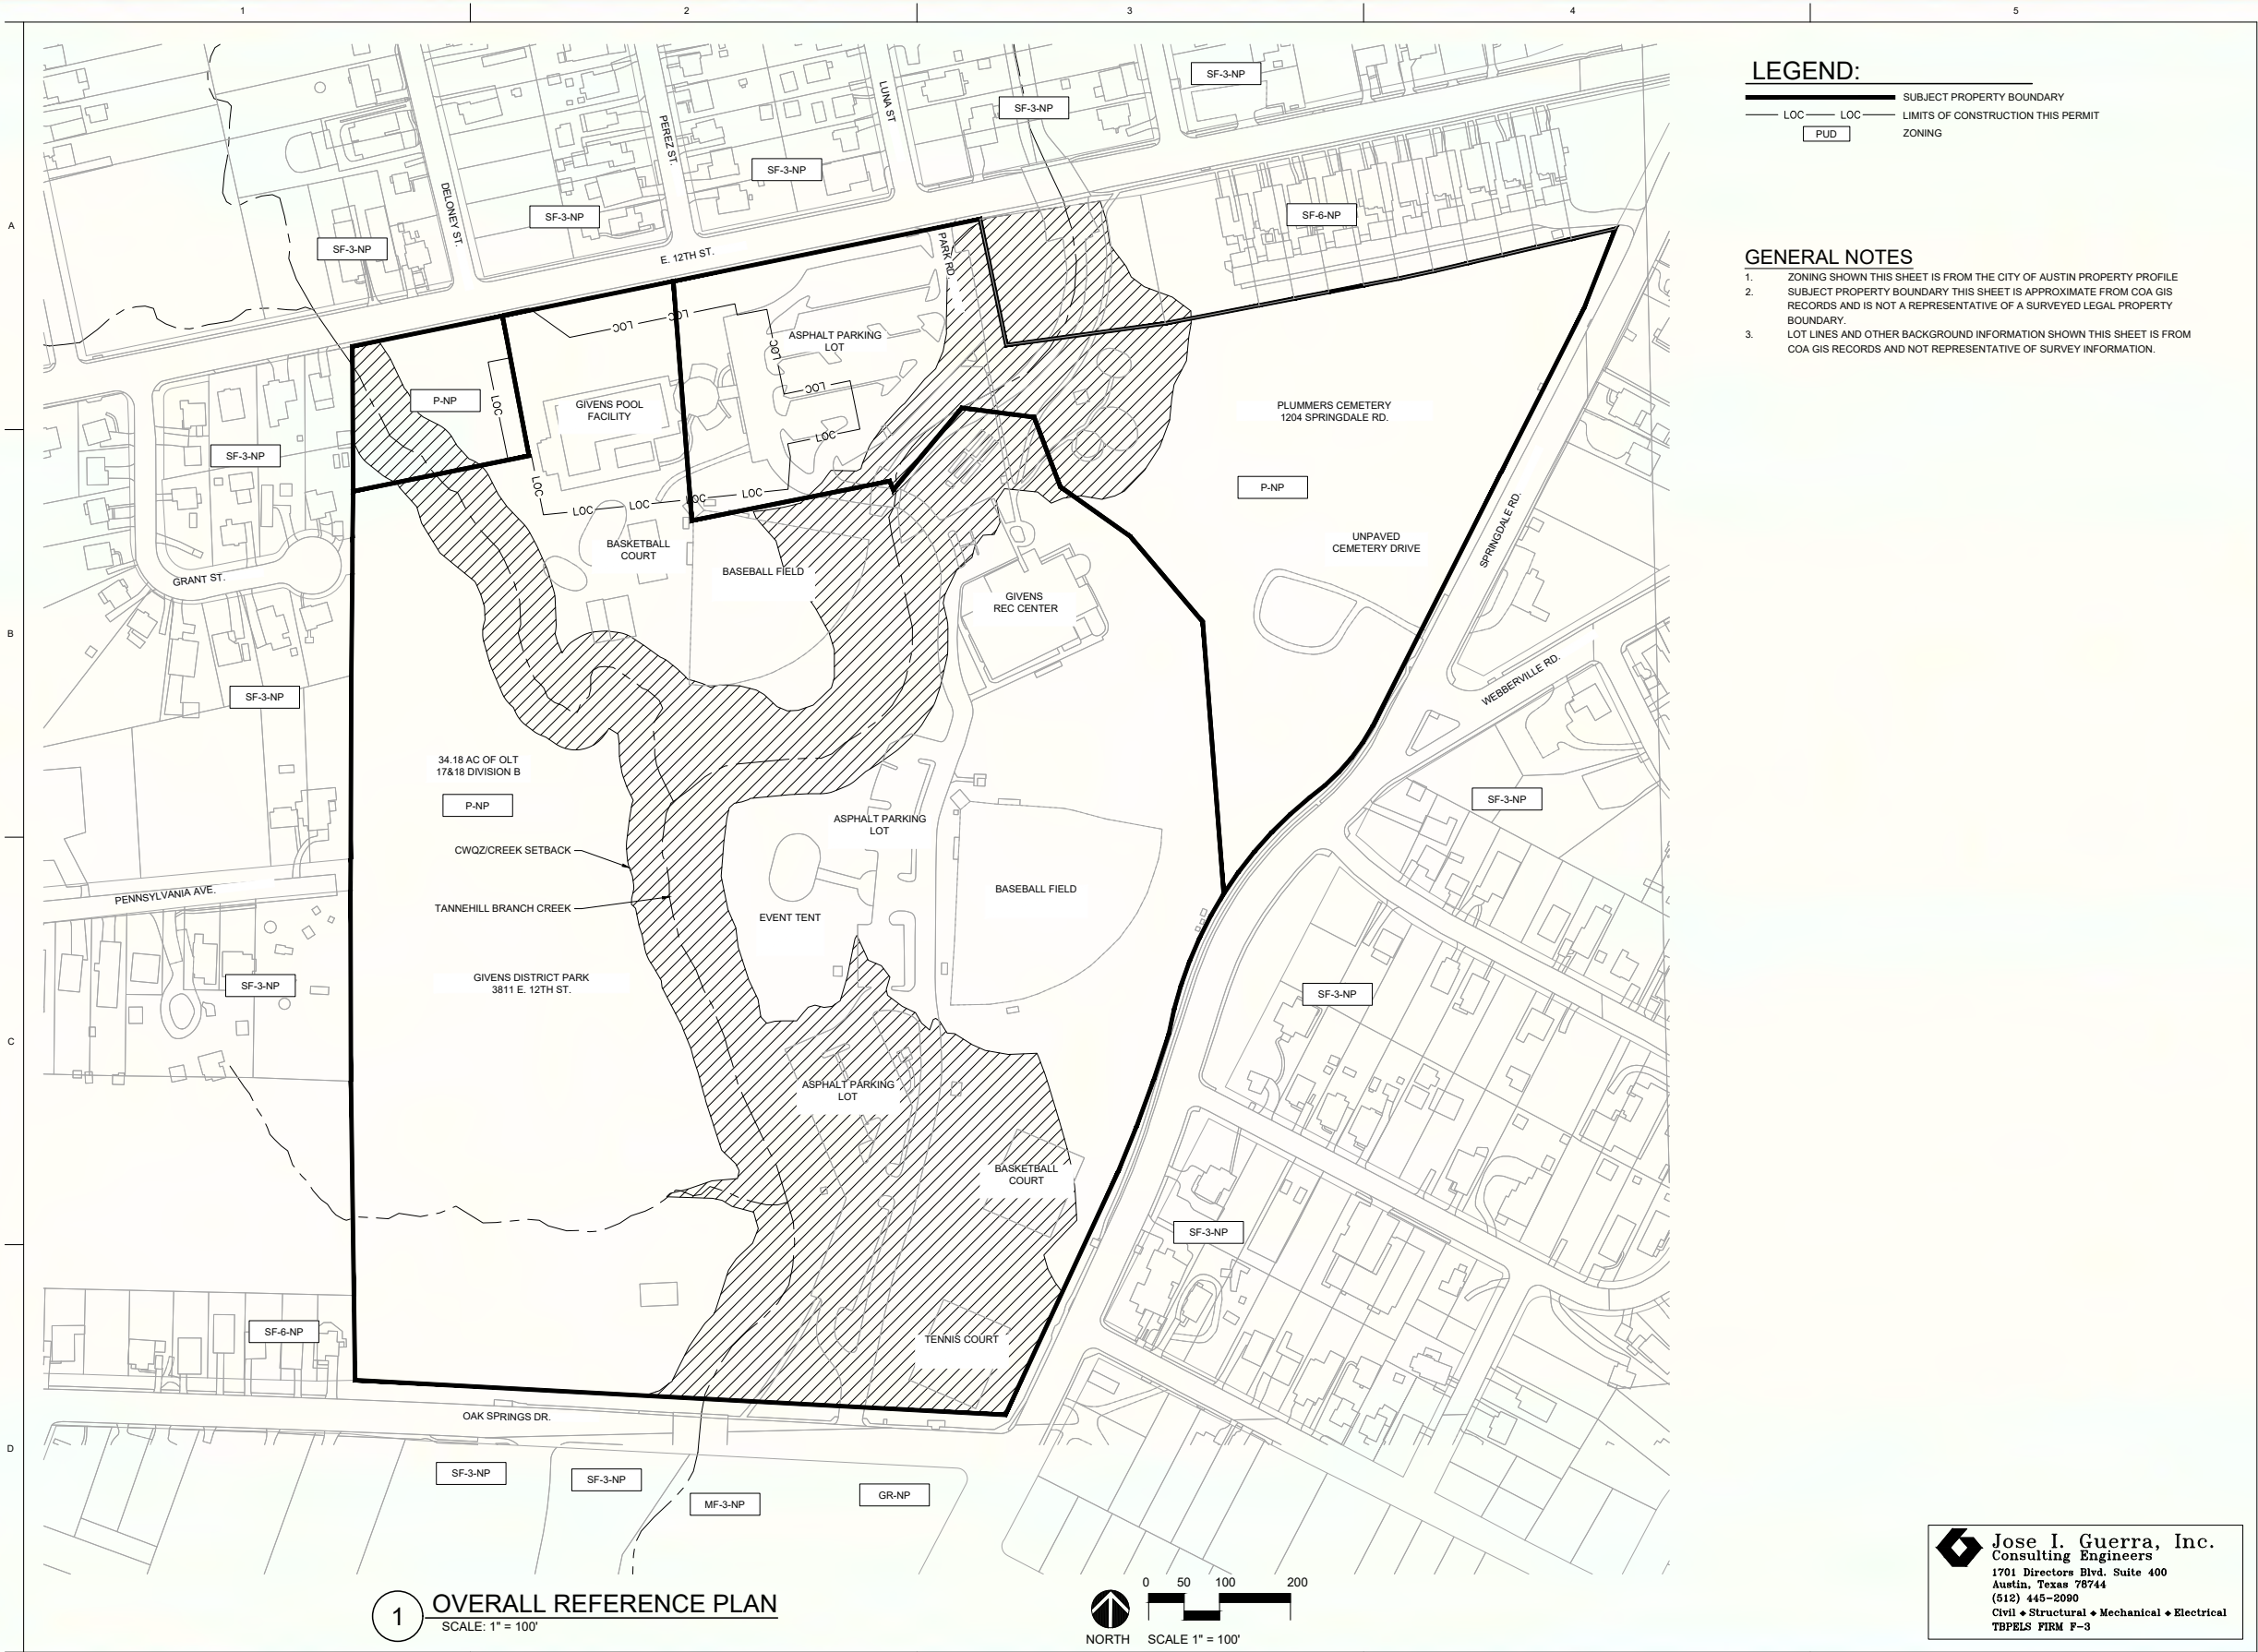 1 2 3 4 5
A
B
C
D
SF-3-NP
SF-3-NP
SF-3-NP
SF-3-NP
SF-3-NP
SF-6-NP
DELONEY ST.
PEREZ ST.
LUNA ST
E. 12TH ST.
PARK RD.
LOC
LOC
LOC
LOC
LOC
LOC
LOC
LOC
LOC
LOC
LOC
LOC
ASPHALT PARKING
LOT
P-NP
GIVENS POOL
FACILITY
PLUMMERS CEMETERY
1204 SPRINGDALE RD.
SF-3-NP
P-NP
SPRINGDALE RD.
UNPAVED
CEMETERY DRIVE
BASKETBALL
COURT
BASEBALL FIELD
GRANT ST.
GIVENS
REC CENTER
WEBBERVILLE RD.
SF-3-NP
34.18 AC OF OLT
17&18 DIVISION B
P-NP
SF-3-NP
ASPHALT PARKING
LOT
CWQZ/CREEK SETBACK
PENNSYLVANIA AVE.
BASEBALL FIELD
TANNEHILL BRANCH CREEK
EVENT TENT
SF-3-NP
GIVENS DISTRICT PARK
3811 E. 12TH ST.
SF-3-NP
ASPHALT PARKING
LOT
BASKETBALL
COURT
SF-3-NP
SF-6-NP
TENNIS COURT
OAK SPRINGS DR.
SF-3-NP
SF-3-NP
MF-3-NP
GR-NP
1
OVERALL REFERENCE PLAN
SCALE: 1" = 100'
NORTH
0 50 100 200
SCALE 1" = 100'
LEGEND:
SUBJECT PROPERTY BOUNDARY
LOC LOC LIMITS OF CONSTRUCTION THIS PERMIT
PUD ZONING
GENERAL NOTES
1. ZONING SHOWN THIS SHEET IS FROM THE CITY OF AUSTIN PROPERTY PROFILE
2. SUBJECT PROPERTY BOUNDARY THIS SHEET IS APPROXIMATE FROM COA GIS
RECORDS AND IS NOT A REPRESENTATIVE OF A SURVEYED LEGAL PROPERTY
BOUNDARY.
3. LOT LINES AND OTHER BACKGROUND INFORMATION SHOWN THIS SHEET IS FROM
COA GIS RECORDS AND NOT REPRESENTATIVE OF SURVEY INFORMATION.
Jose I. Guerra, Inc.
Consulting Engineers
1701 Directors Blvd. Suite 400
Austin, Texas 78744
(512) 445-2090
Civil ♦ Structural ♦ Mechanical ♦ Electrical
TBPELS FIRM F-3